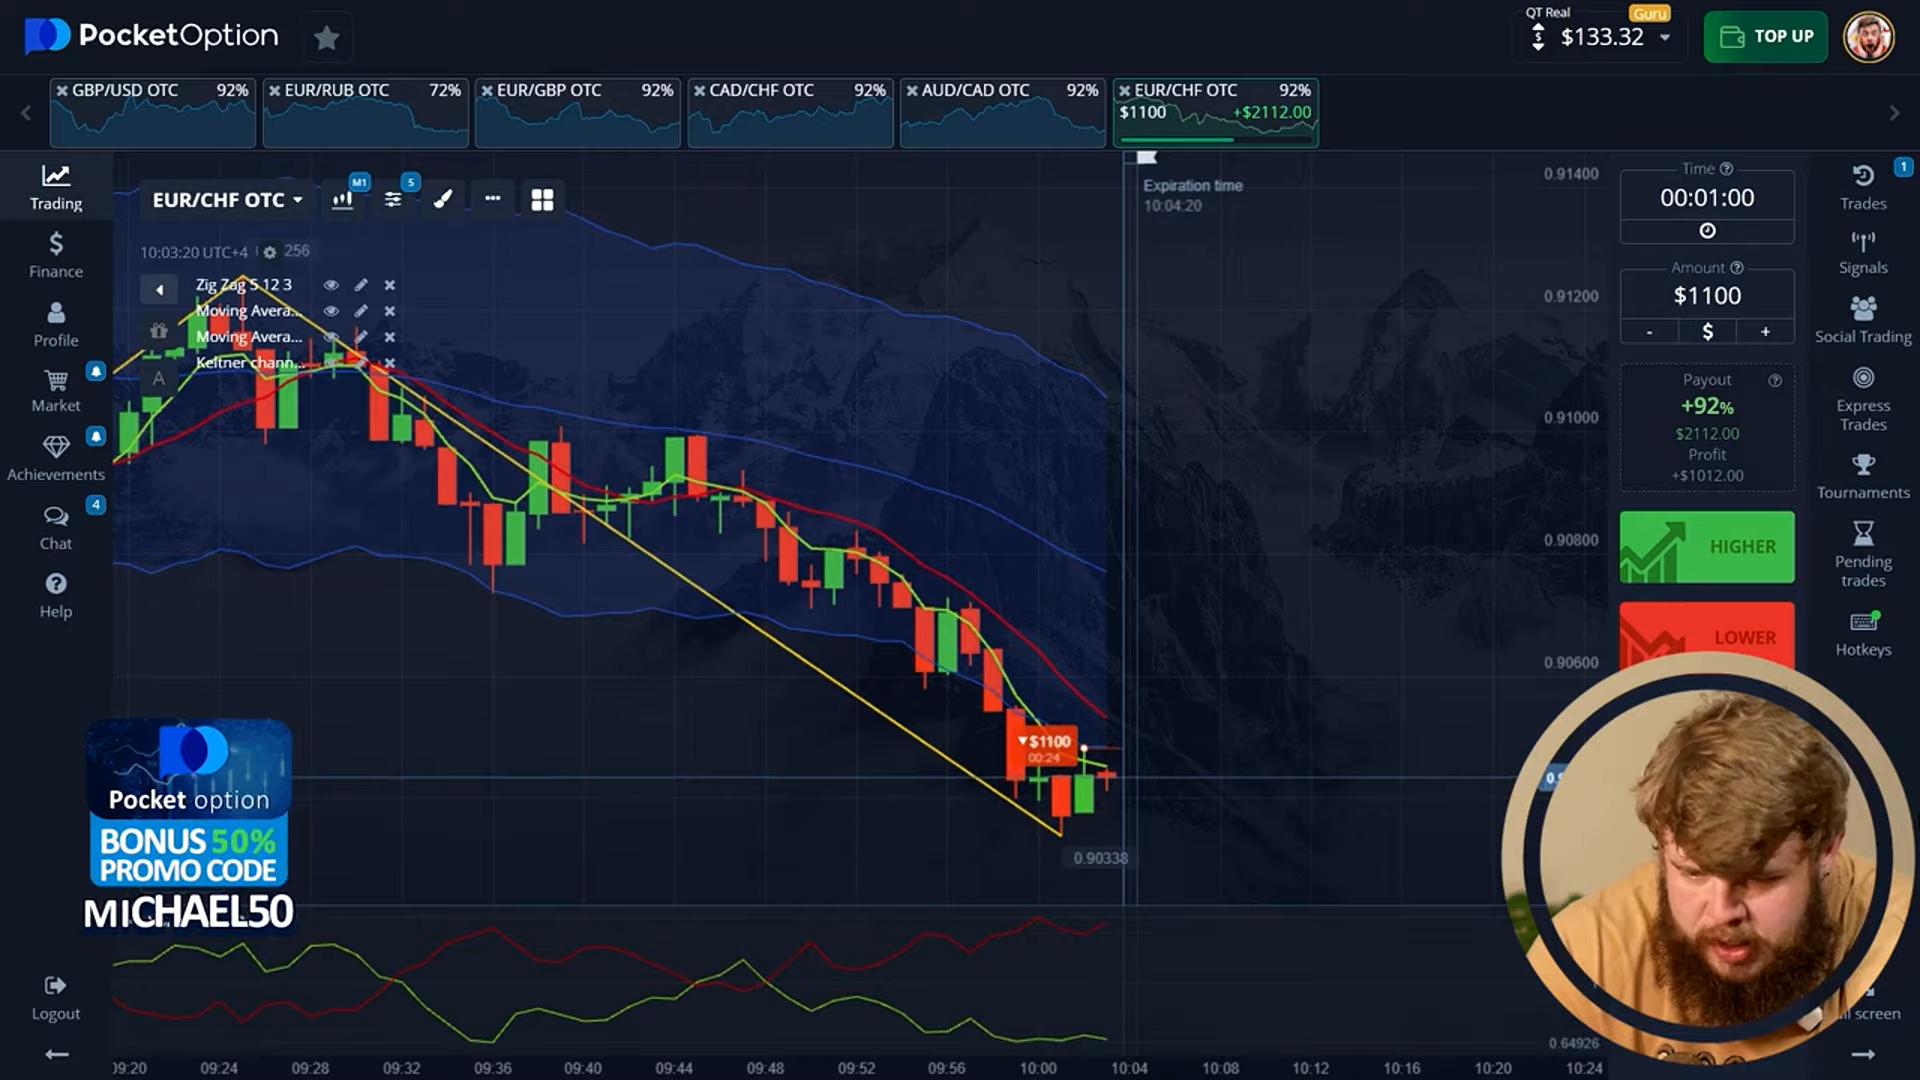 PocketOption
QT Real
Guru
$133.32
TOP UP
GBP/USD OTC 92%
EUR/RUB OTC 72%
EUR/GBP OTC 92%
CAD/CHF OTC 92%
AUD/CAD OTC 92%
EUR/CHF OTC 92%
$1100 +$2112.00
Trading
Finance
Profile
Market
Achievements
4
Chat
Help
Logout
EUR/CHF OTC
M1
5
10:03:20 UTC+4 256
Zig Zag 5 12 3
Moving Avera...
Moving Avera...
Keltner chann...
A
Expiration time
10:04:20
0.91400
0.91200
0.91000
0.90800
0.90600
$1100
00:24
0.90338
0.64926
Pocket option
BONUS 50%
PROMO CODE
MICHAEL50
09:24 09:28 09:32 09:36 09:40 09:44 09:48 09:52 09:56 10:00 10:04 10:08 10:12 10:16 10:20 10:24
Time
00:01:00
Amount
$1100
- $ +
Payout
+92%
$2112.00
Profit
+$1012.00
HIGHER
LOWER
1
Trades
Signals
Social Trading
Express
Trades
Tournaments
Pending
trades
Hotkeys
screen